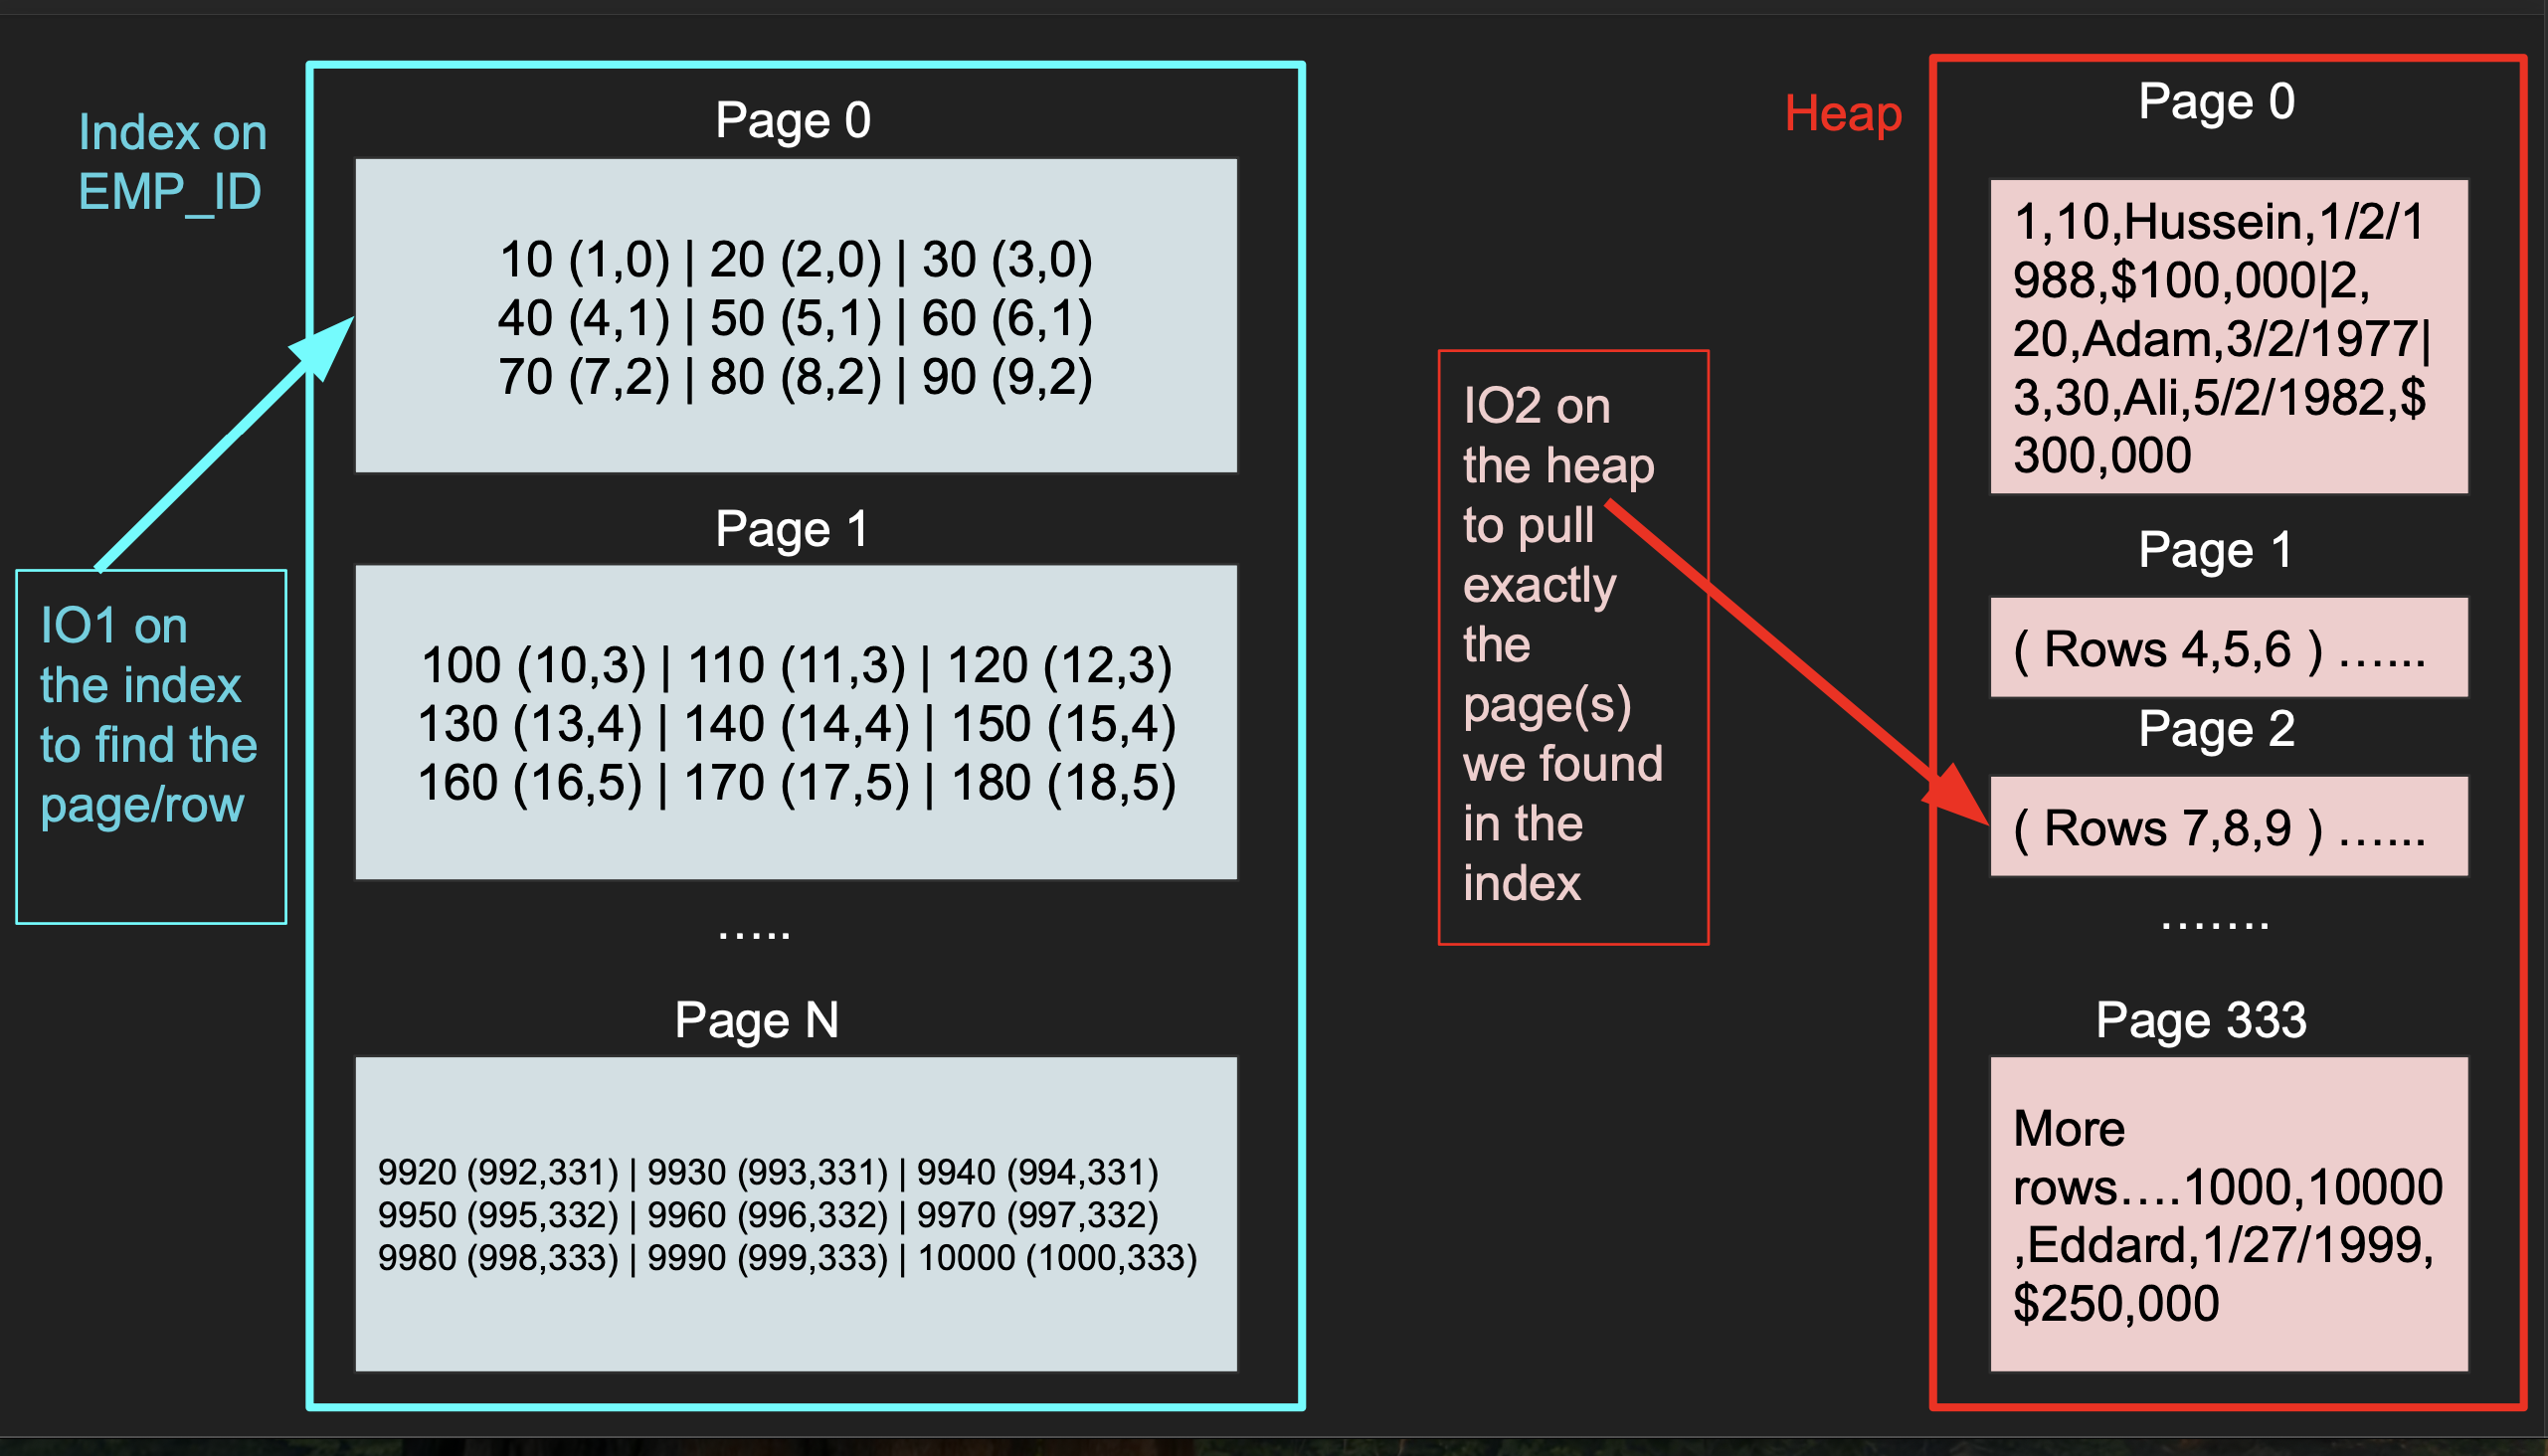 Index on
EMP_ID
IO1 on
the index
to find the
page/row
Page 0
10 (1,0) | 20 (2,0) | 30 (3,0)
40 (4,1) | 50 (5,1) | 60 (6,1)
70 (7,2) | 80 (8,2) | 90 (9,2)
Page 1
100 (10,3) | 110 (11,3) | 120 (12,3)
130 (13,4) | 140 (14,4) | 150 (15,4)
160 (16,5) | 170 (17,5) | 180 (18,5)
.....
Page N
9920 (992,331) | 9930 (993,331) | 9940 (994,331)
9950 (995,332) | 9960 (996,332) | 9970 (997,332)
9980 (998,333) | 9990 (999,333) | 10000 (1000,333)
IO2 on
the heap
to pull
exactly
the
page(s)
we found
in the
index
Heap
Page 0
1,10,Hussein,1/2/1
988,$100,000|2,
20,Adam,3/2/1977|
3,30,Ali,5/2/1982,$
300,000
Page 1
( Rows 4,5,6 ) …...
Page 2
( Rows 7,8,9 ) …...
…….
Page 333
More
rows….1000,10000
,Eddard,1/27/1999,
$250,000